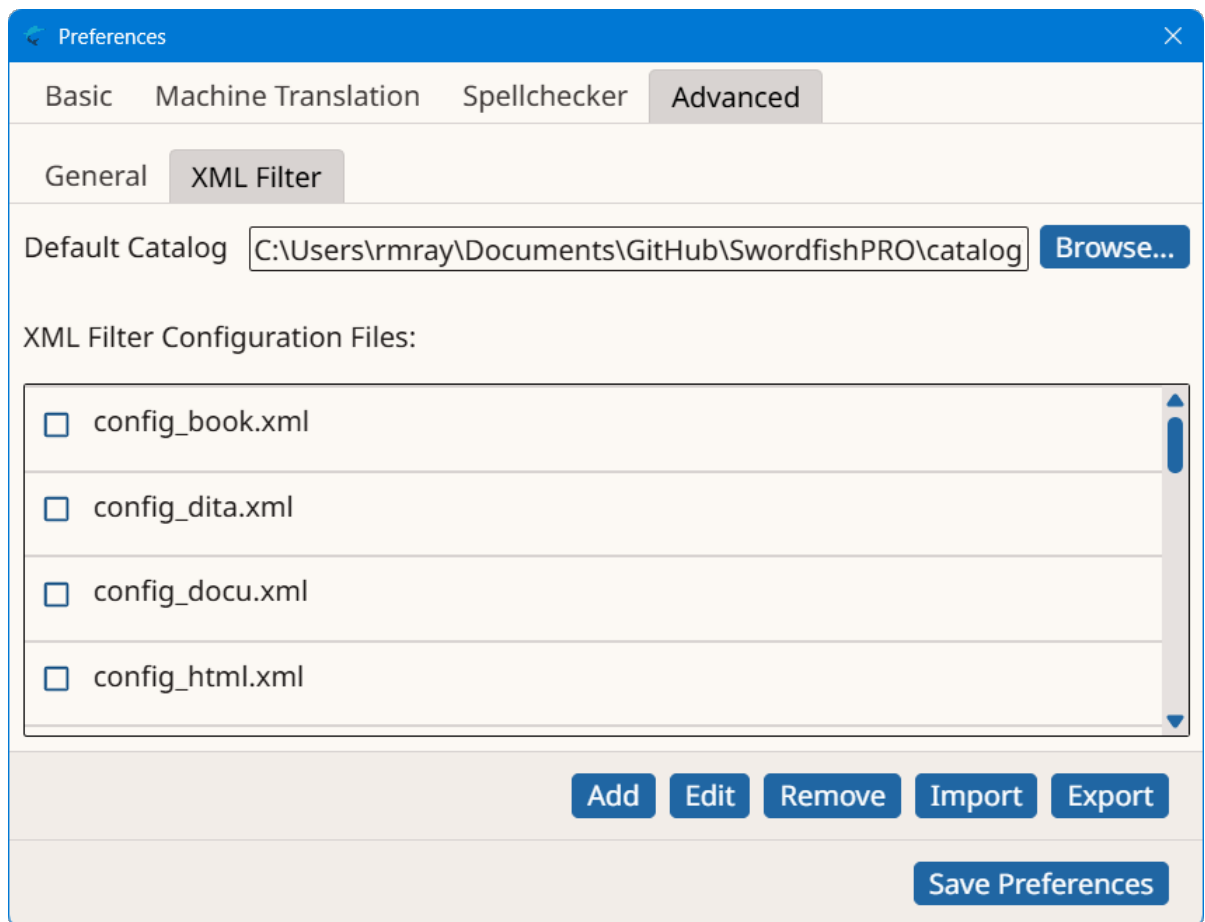 Preferences
Basic Machine Translation Spellchecker Advanced
General XML Filter
Default Catalog C:\Users\rmray\Documents\GitHub\SwordfishPRO\catalog Browse...
XML Filter Configuration Files:
config_book.xml
config_dita.xml
config_docu.xml
config_html.xml
Add Edit Remove Import Export
Save Preferences